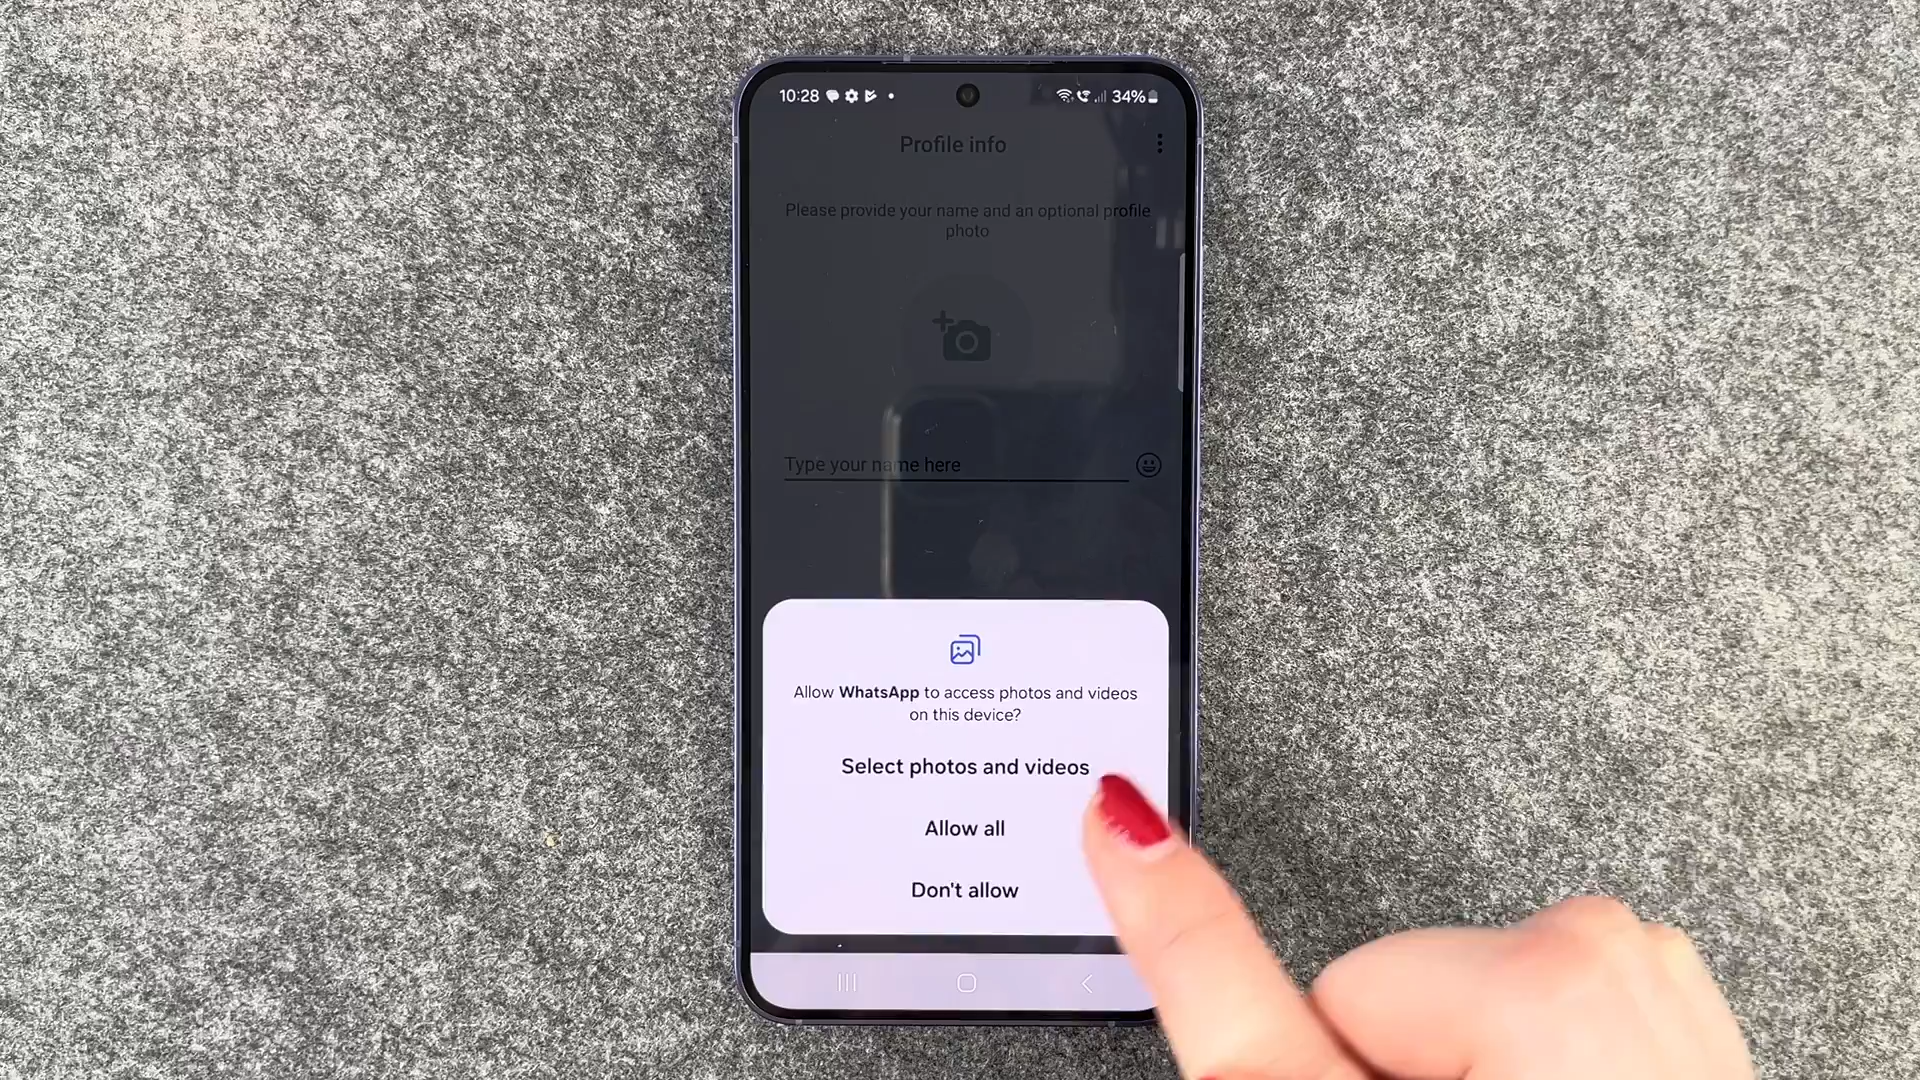 10:28 34%
Profile info
Please provide your name and an optional profile
photo
Type your name here
Allow WhatsApp to access photos and videos
on this device?
Select photos and videos
Allow all
Don't allow